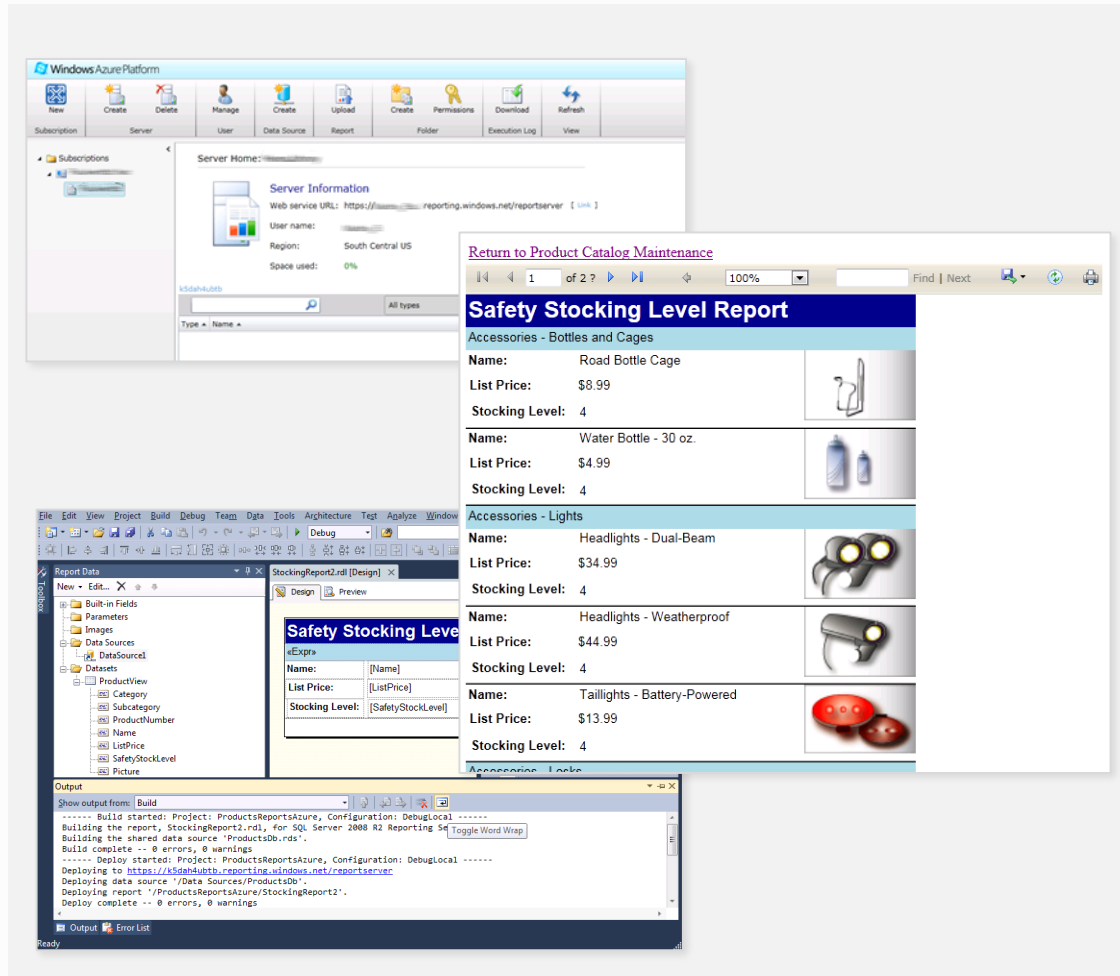 Windows Azure Platform
New Create Delete Manage Create Upload Create Permissions Download Refresh
Subscription Server User Data Source Report Folder Execution Log View
Subscriptions
Server Home:
Server Information
Web service URL: https:// .reporting.windows.net/reportserver [ Link ]
User name:
Region: South Central US
Space used: 0%
k5dah4ubtb
All types
Type Name
Return to Product Catalog Maintenance
1 of 2 ? 100% Find | Next
Safety Stocking Level Report
Accessories - Bottles and Cages
Name: Road Bottle Cage
List Price: $8.99
Stocking Level: 4
Name: Water Bottle - 30 oz.
List Price: $4.99
Stocking Level: 4
Accessories - Lights
Name: Headlights - Dual-Beam
List Price: $34.99
Stocking Level: 4
Name: Headlights - Weatherproof
List Price: $44.99
Stocking Level: 4
Name: Taillights - Battery-Powered
List Price: $13.99
Stocking Level: 4
Accessories - Locks
File Edit View Project Build Debug Team Data Tools Architecture Test Analyze Window
Debug
Toolbox
Report Data
New Edit...
Built-in Fields
Parameters
Images
Data Sources
DataSource1
Datasets
ProductView
Category
Subcategory
ProductNumber
Name
ListPrice
SafetyStockLevel
Picture
StockingReport2.rdl [Design]
Design Preview
Safety Stocking Leve
«Expr»
Name: [Name]
List Price: [ListPrice]
Stocking Level: [SafetyStockLevel]
Output
Show output from: Build
------ Build started: Project: ProductsReportsAzure, Configuration: DebugLocal ------
Building the report, StockingReport2.rdl, for SQL Server 2008 R2 Reporting Se
Toggle Word Wrap
Building the shared data source 'ProductsDb.rds'.
Build complete -- 0 errors, 0 warnings
------ Deploy started: Project: ProductsReportsAzure, Configuration: DebugLocal ------
Deploying to https://k5dah4ubtb.reporting.windows.net/reportserver
Deploying data source '/Data Sources/ProductsDb'.
Deploying report '/ProductsReportsAzure/StockingReport2'.
Deploy complete -- 0 errors, 0 warnings
Output Error List
Ready